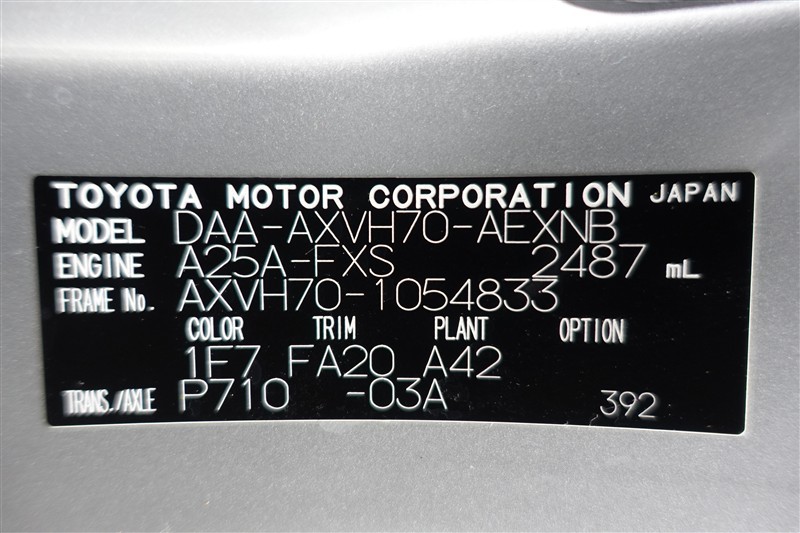 TOYOTA MOTOR CORPORATION JAPAN
MODEL DAA-AXVH70-AEXNB
ENGINE A25A-FXS 2487 mL
FRAME No. AXVH70-1054833
COLOR TRIM PLANT OPTION
1F7 FA20 A42
TRANS./AXLE P710 -03A 392